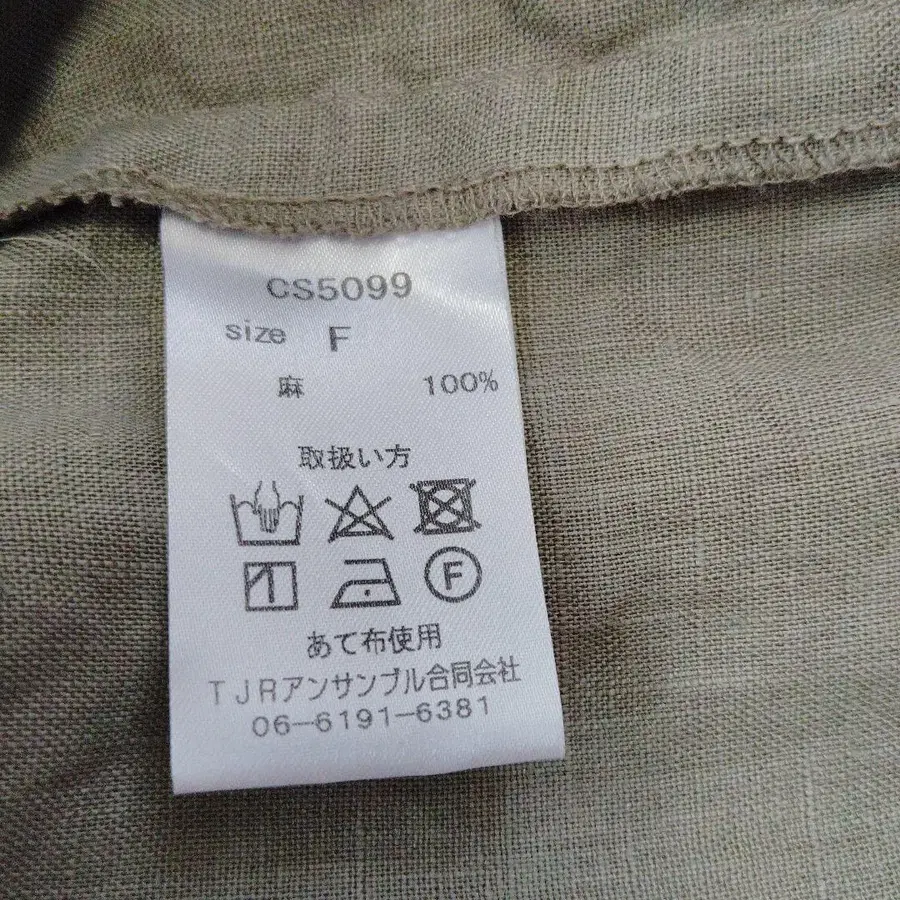 CS5099
size F
麻 100%
取扱い方
F
あて布使用
TJRアンサンブル合同会社
06-6191-6381